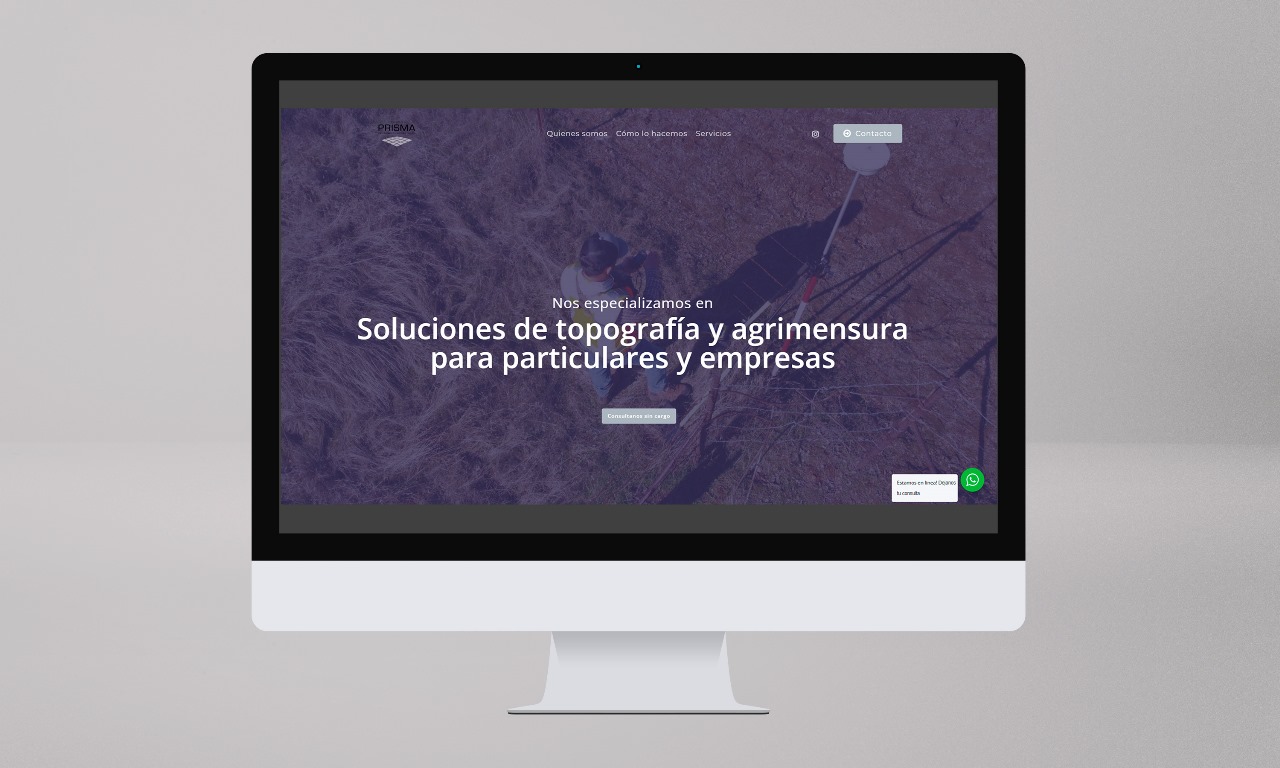 PRISMA
Quienes somos Cómo lo hacemos Servicios
Contacto
Nos especializamos en
Soluciones de topografía y agrimensura
para particulares y empresas
Consultanos sin cargo
Estamos en linea! Dejanos
tu consulta